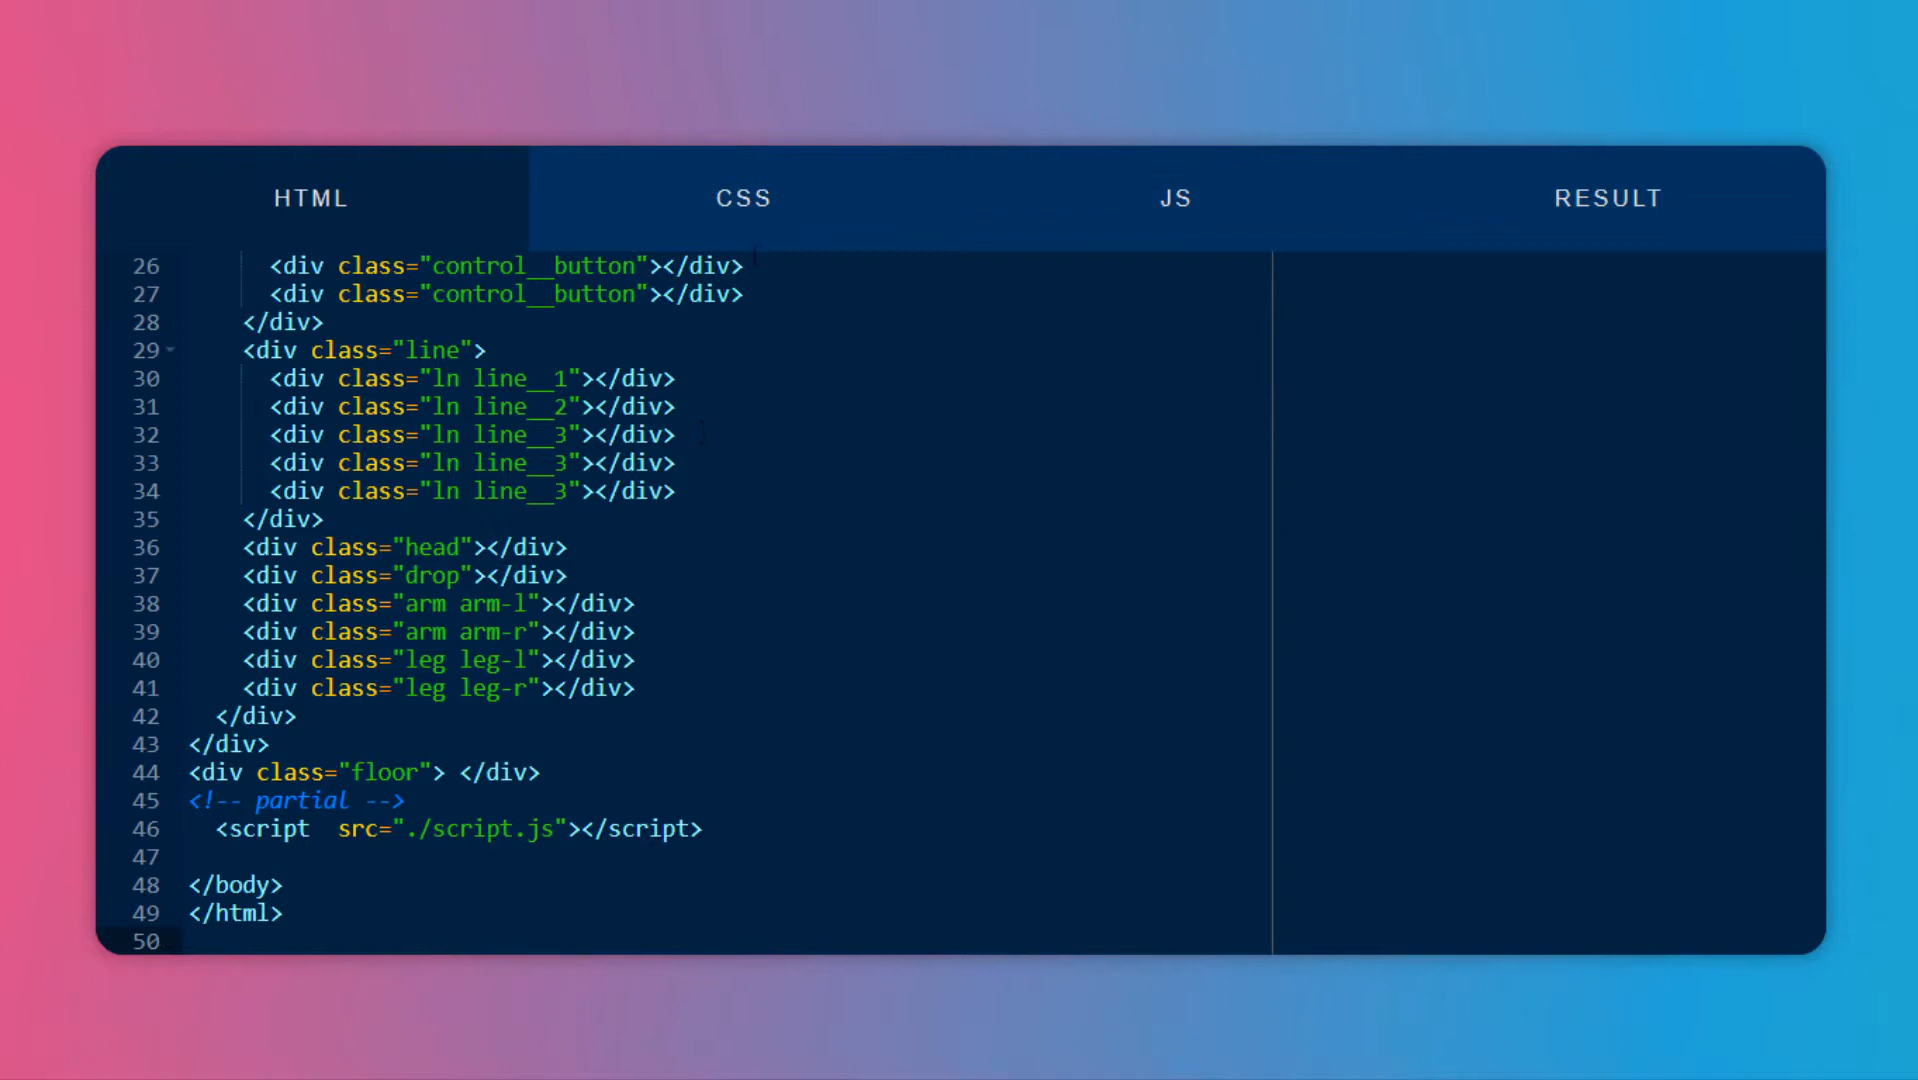 HTML CSS JS RESULT
26 <div class="control__button"></div>
27 <div class="control__button"></div>
28 </div>
29 <div class="line">
30 <div class="ln line__1"></div>
31 <div class="ln line__2"></div>
32 <div class="ln line__3"></div>
33 <div class="ln line__3"></div>
34 <div class="ln line__3"></div>
35 </div>
36 <div class="head"></div>
37 <div class="drop"></div>
38 <div class="arm arm-l"></div>
39 <div class="arm arm-r"></div>
40 <div class="leg leg-l"></div>
41 <div class="leg leg-r"></div>
42 </div>
43 </div>
44 <div class="floor"> </div>
45 <!-- partial -->
46 <script  src="./script.js"></script>
47
48 </body>
49 </html>
50